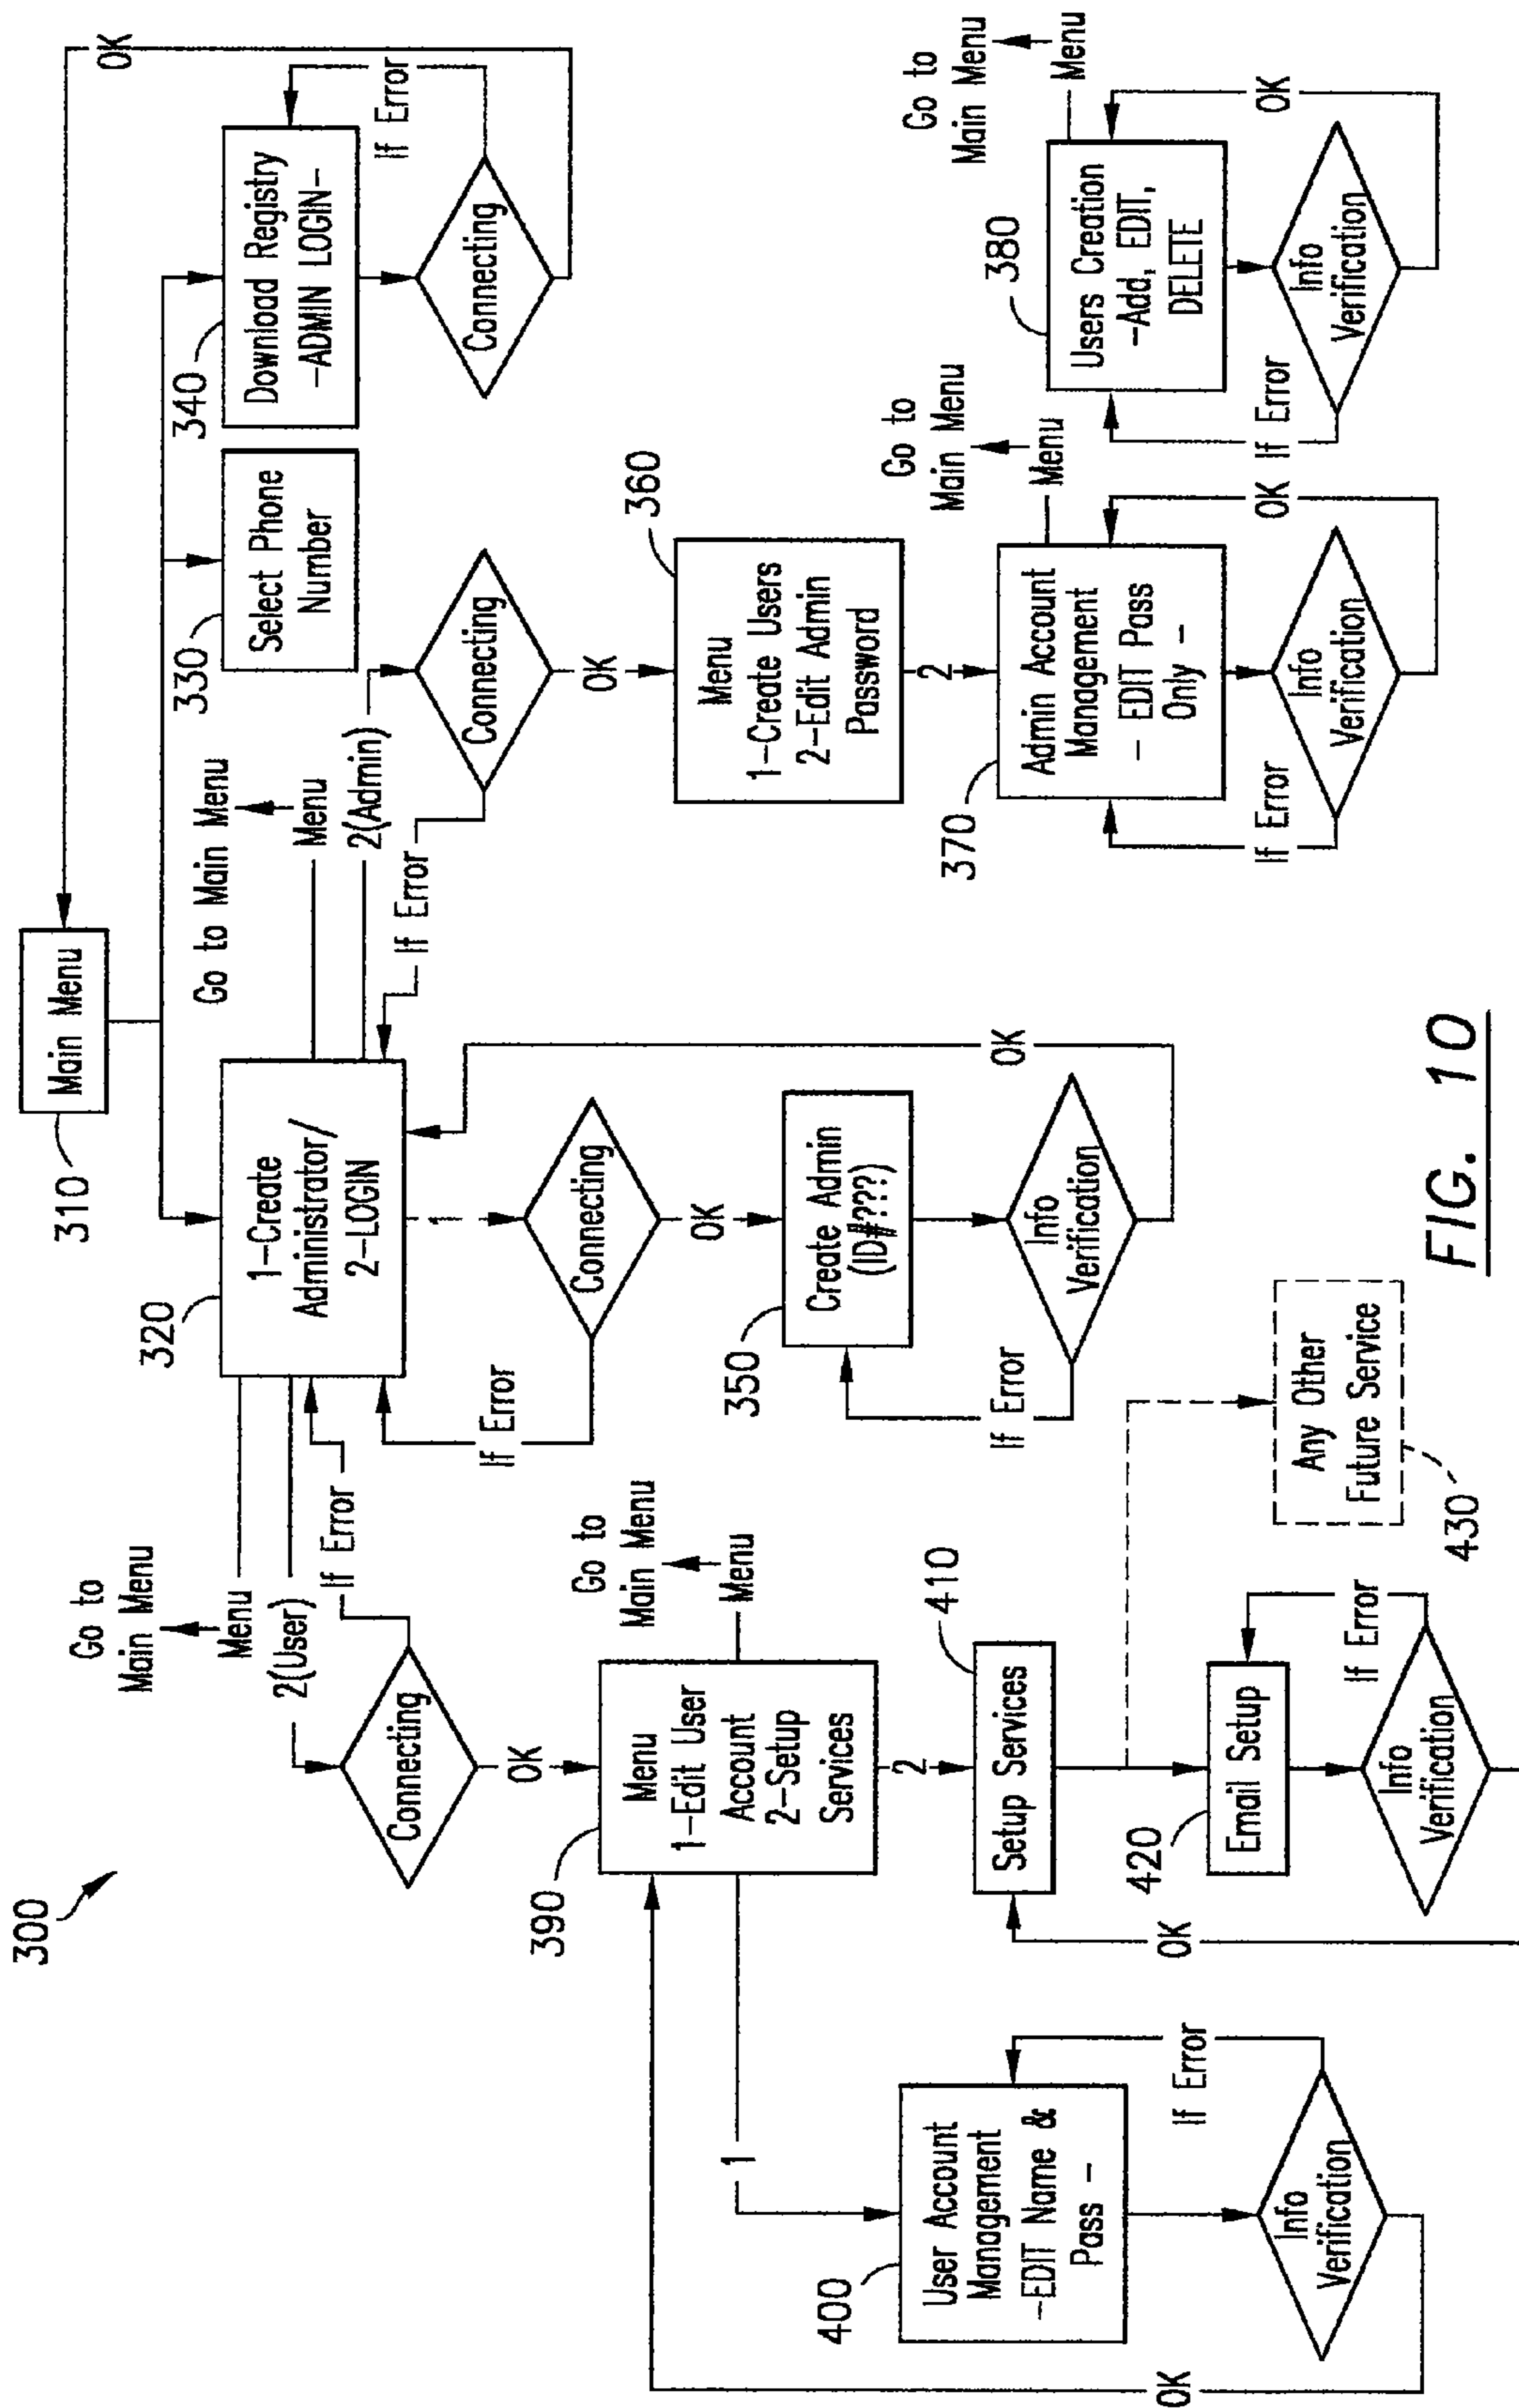 300
310
Main Menu
OK
320
1-Create
Administrator/
2-LOGIN
330
Select Phone
Number
340
Download Registry
-ADMIN LOGIN-
If Error
Connecting
Go to
Main Menu
Menu
2(User)
If Error
Connecting
OK
Go to Main Menu
Menu
2(Admin)
If Error
Connecting
OK
If Error
Connecting
OK
350
Create Admin
(ID#???)
If Error
Info
Verification
OK
360
Menu
1-Create Users
2-Edit Admin
Password
2
370
Admin Account
Management
- EDIT Pass
Only -
Go to
Main Menu
Menu
If Error
Info
Verification
OK
380
Users Creation
-Add, EDIT,
DELETE
Go to
Main Menu
Menu
If Error
Info
Verification
OK
390
Menu
1-Edit User
Account
2-Setup
Services
Go to
Main Menu
Menu
1
2
400
User Account
Management
-EDIT Name &
Pass -
If Error
Info
Verification
OK
410
Setup Services
420
Email Setup
If Error
Info
Verification
OK
430
Any Other
Future Service
FIG. 10